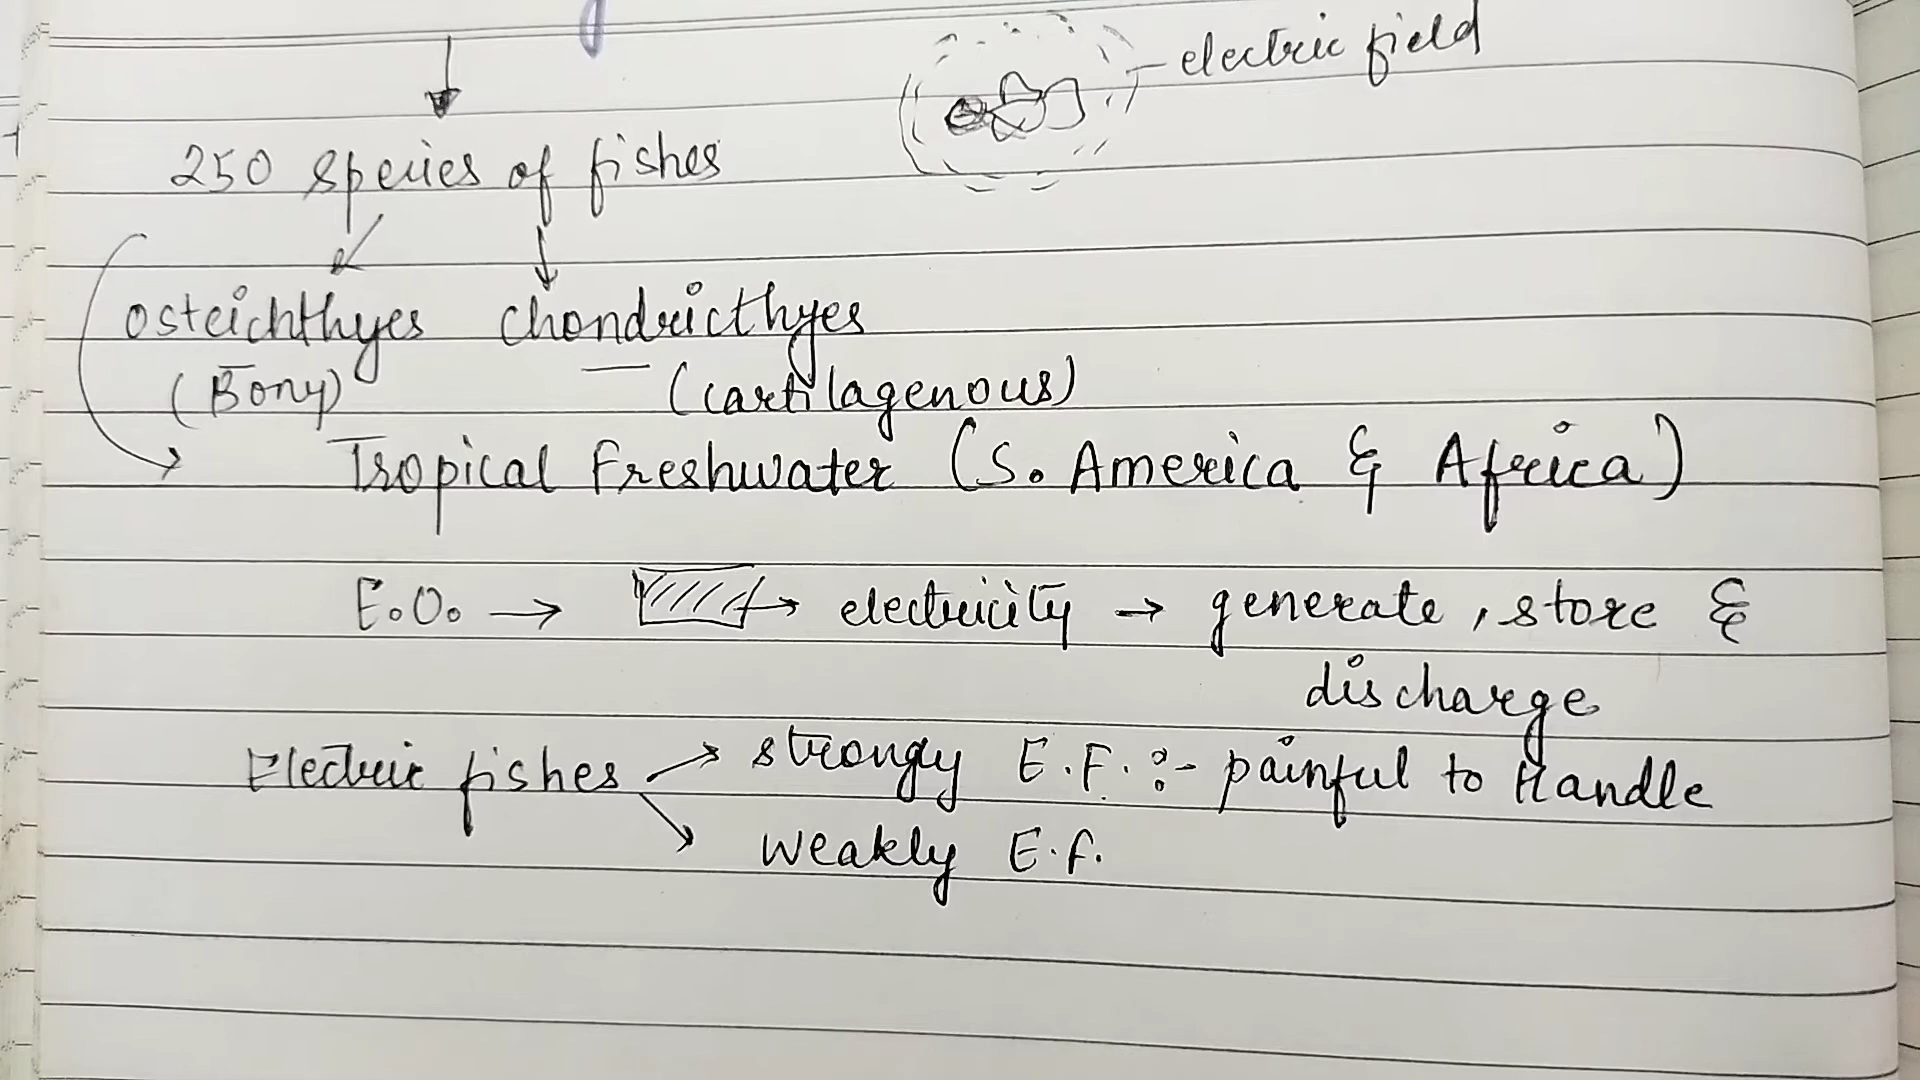 electric field
250 species of fishes
Osteichthyes chondricthyes
(Bony) (cartilagenous)
Tropical Freshwater (S. America & Africa)
E.O. → electricity → generate, store &
discharge
Electric fishes → strongly E.F. :- painful to Handle
→ weakly E.F.